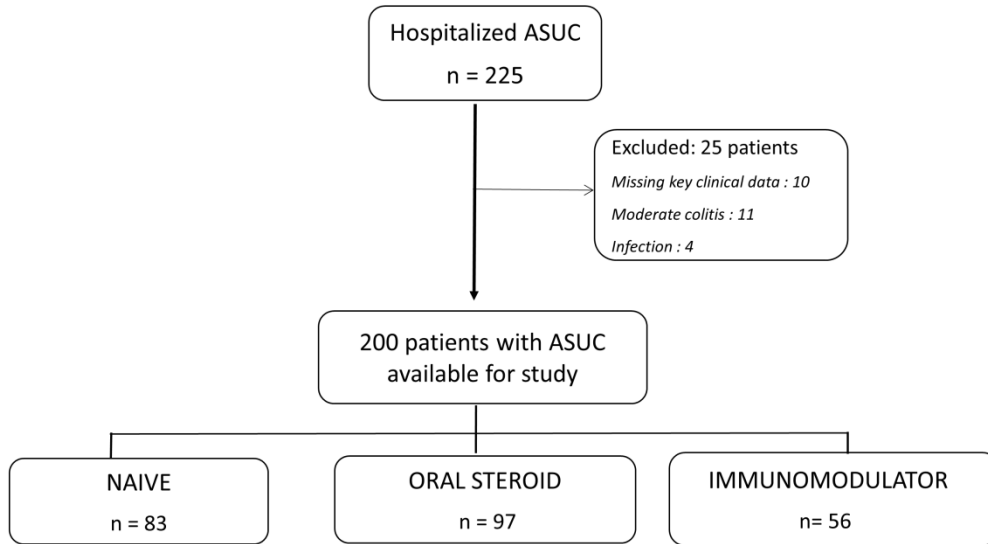 Hospitalized ASUC
n = 225
Excluded: 25 patients
Missing key clinical data : 10
Moderate colitis : 11
Infection : 4
200 patients with ASUC
available for study
NAIVE
n = 83
ORAL STEROID
n = 97
IMMUNOMODULATOR
n= 56